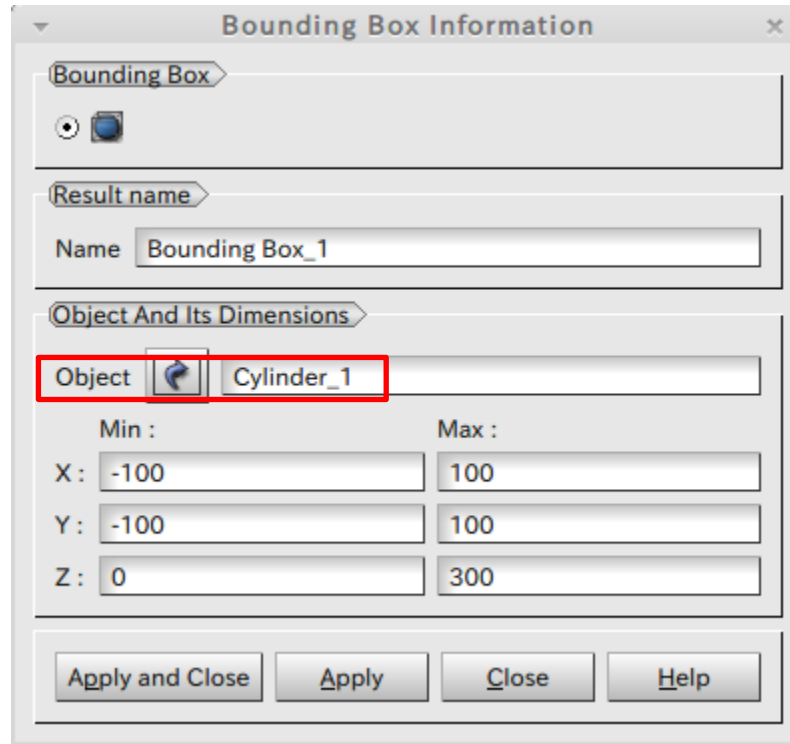 Bounding Box Information
Bounding Box
Result name
Name Bounding Box_1
Object And Its Dimensions
Object Cylinder_1
Min : Max :
X : -100 100
Y : -100 100
Z : 0 300
Apply and Close Apply Close Help